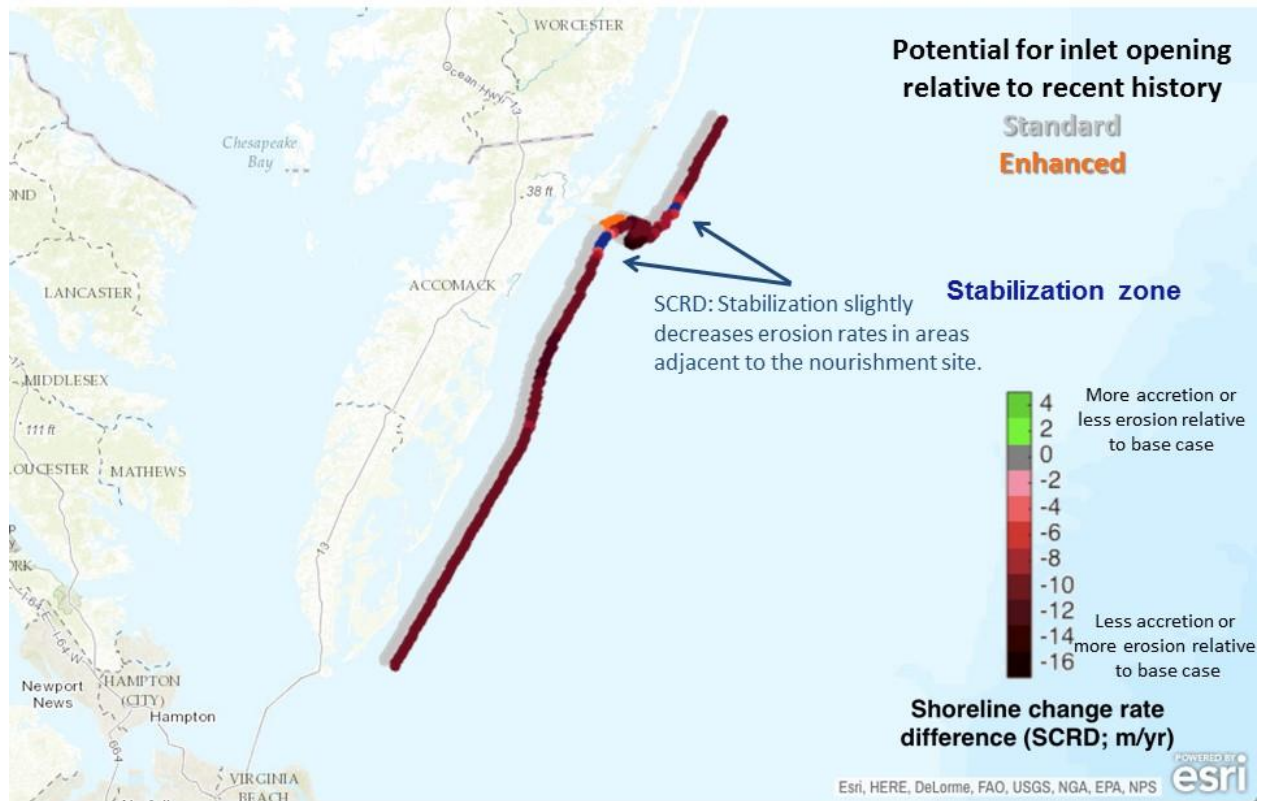 WORCESTER
Ocean Hwy 13
Chesapeake
Bay
38 ft
LANCASTER
ACCOMACK
MIDDLESEX
111 ft
MATHEWS
13
I-64 E
I-64 W
Newport
News
HAMPTON
(CITY)
Hampton
664
VIRGINIA
BEACH
Potential for inlet opening
relative to recent history
Standard
Enhanced
SCRD: Stabilization slightly
decreases erosion rates in areas
adjacent to the nourishment site.
Stabilization zone
4
2
0
-2
-4
-6
-8
-10
-12
-14
-16
More accretion or
less erosion relative
to base case
Less accretion or
more erosion relative
to base case
Shoreline change rate
difference (SCRD; m/yr)
POWERED BY
esri
Esri, HERE, DeLorme, FAO, USGS, NGA, EPA, NPS